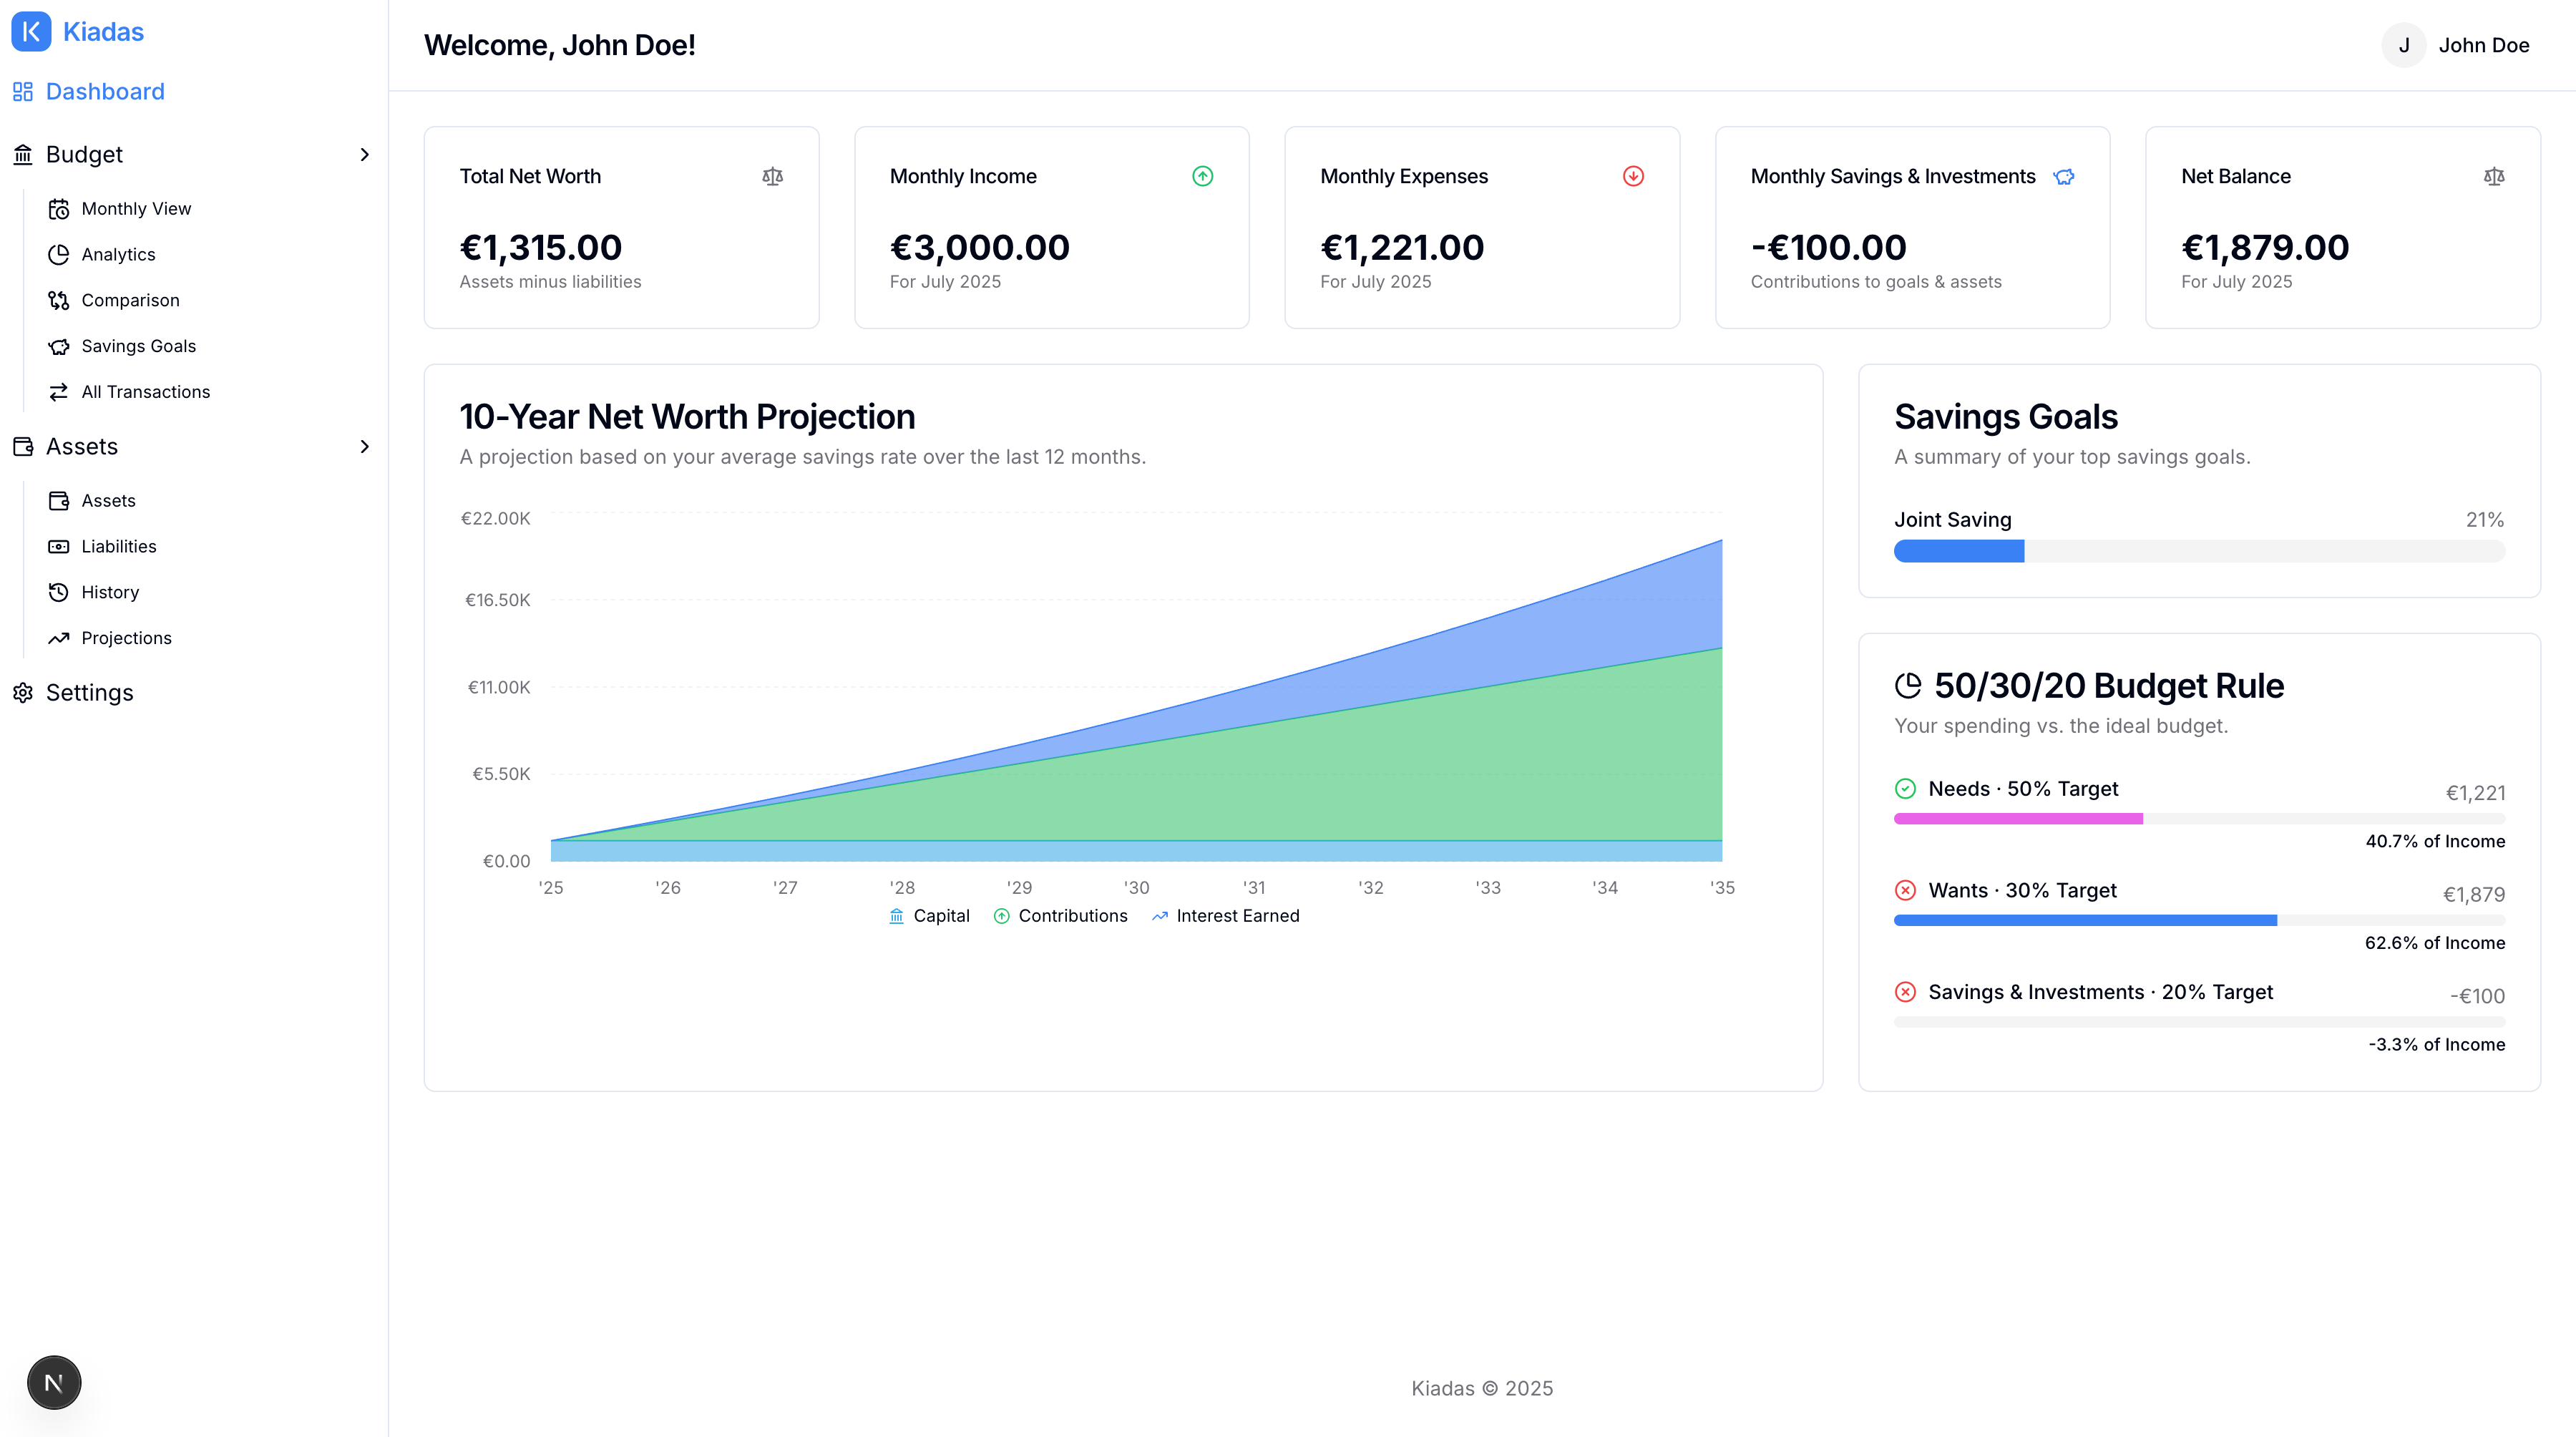 Kiadas
Dashboard
Budget
Monthly View
Analytics
Comparison
Savings Goals
All Transactions
Assets
Assets
Liabilities
History
Projections
Settings
N
Welcome, John Doe!
J John Doe
Total Net Worth
€1,315.00
Assets minus liabilities
Monthly Income
€3,000.00
For July 2025
Monthly Expenses
€1,221.00
For July 2025
Monthly Savings & Investments
-€100.00
Contributions to goals & assets
Net Balance
€1,879.00
For July 2025
10-Year Net Worth Projection
A projection based on your average savings rate over the last 12 months.
€22.00K
€16.50K
€11.00K
€5.50K
€0.00
'25 '26 '27 '28 '29 '30 '31 '32 '33 '34 '35
Capital Contributions Interest Earned
Savings Goals
A summary of your top savings goals.
Joint Saving 21%
50/30/20 Budget Rule
Your spending vs. the ideal budget.
Needs · 50% Target €1,221
40.7% of Income
Wants · 30% Target €1,879
62.6% of Income
Savings & Investments · 20% Target -€100
-3.3% of Income
Kiadas © 2025